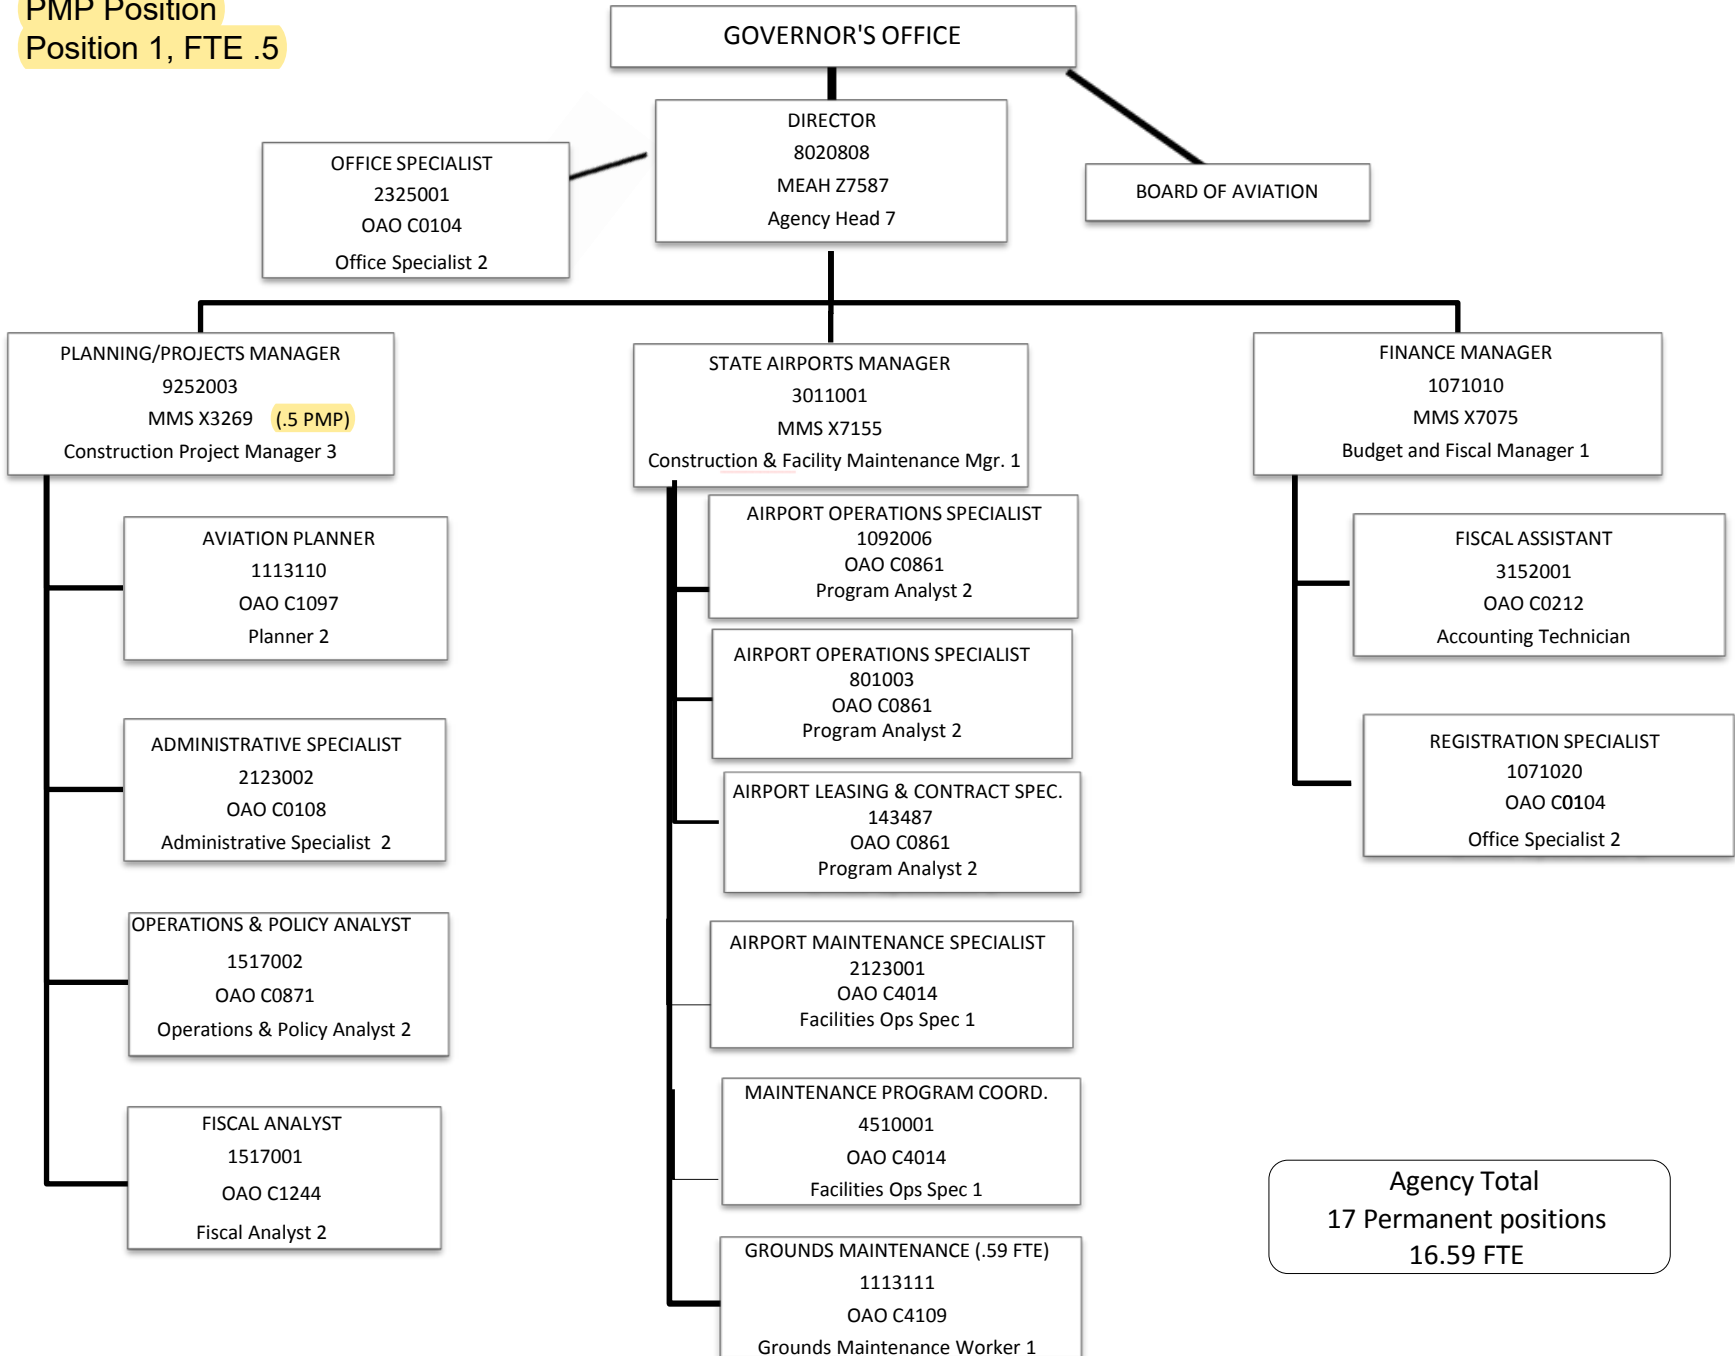 PMP Position
Position 1, FTE .5
GOVERNOR'S OFFICE
DIRECTOR
8020808
MEAH Z7587
Agency Head 7
OFFICE SPECIALIST
2325001
OAO C0104
Office Specialist 2
BOARD OF AVIATION
PLANNING/PROJECTS MANAGER
9252003
MMS X3269 (.5 PMP)
Construction Project Manager 3
AVIATION PLANNER
1113110
OAO C1097
Planner 2
ADMINISTRATIVE SPECIALIST
2123002
OAO C0108
Administrative Specialist 2
OPERATIONS & POLICY ANALYST
1517002
OAO C0871
Operations & Policy Analyst 2
FISCAL ANALYST
1517001
OAO C1244
Fiscal Analyst 2
STATE AIRPORTS MANAGER
3011001
MMS X7155
Construction & Facility Maintenance Mgr. 1
AIRPORT OPERATIONS SPECIALIST
1092006
OAO C0861
Program Analyst 2
AIRPORT OPERATIONS SPECIALIST
801003
OAO C0861
Program Analyst 2
AIRPORT LEASING & CONTRACT SPEC.
143487
OAO C0861
Program Analyst 2
AIRPORT MAINTENANCE SPECIALIST
2123001
OAO C4014
Facilities Ops Spec 1
MAINTENANCE PROGRAM COORD.
4510001
OAO C4014
Facilities Ops Spec 1
GROUNDS MAINTENANCE (.59 FTE)
1113111
OAO C4109
Grounds Maintenance Worker 1
FINANCE MANAGER
1071010
MMS X7075
Budget and Fiscal Manager 1
FISCAL ASSISTANT
3152001
OAO C0212
Accounting Technician
REGISTRATION SPECIALIST
1071020
OAO C0104
Office Specialist 2
Agency Total
17 Permanent positions
16.59 FTE